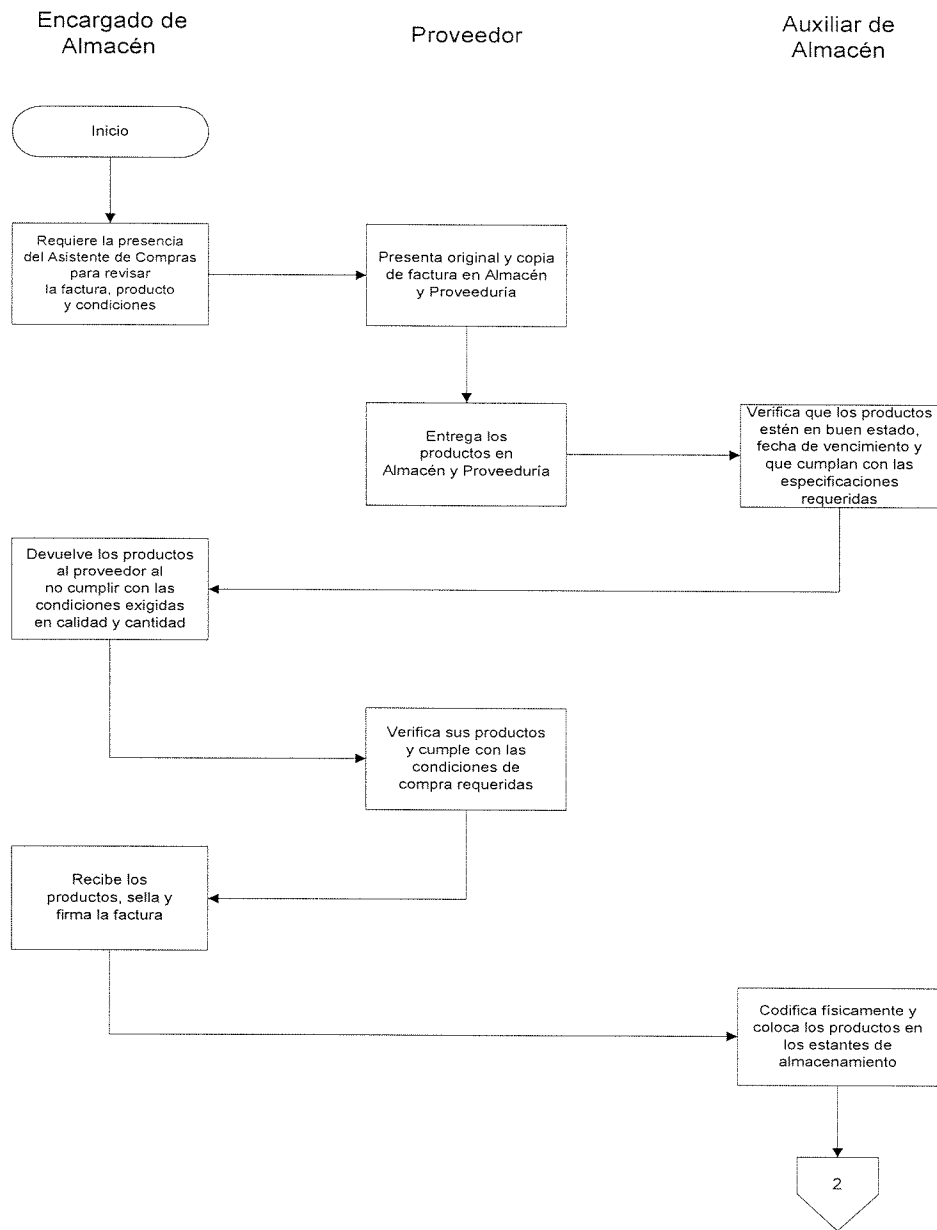 Encargado de
Almacén
Proveedor
Auxiliar de
Almacén
Inicio
Requiere la presencia
del Asistente de Compras
para revisar
la factura, producto
y condiciones
Presenta original y copia
de factura en Almacén
y Proveeduría
Entrega los
productos en
Almacén y Proveeduría
Verifica que los productos
estén en buen estado,
fecha de vencimiento y
que cumplan con las
especificaciones
requeridas
Devuelve los productos
al proveedor al
no cumplir con las
condiciones exigidas
en calidad y cantidad
Verifica sus productos
y cumple con las
condiciones de
compra requeridas
Recibe los
productos, sella y
firma la factura
Codifica físicamente y
coloca los productos en
los estantes de
almacenamiento
2